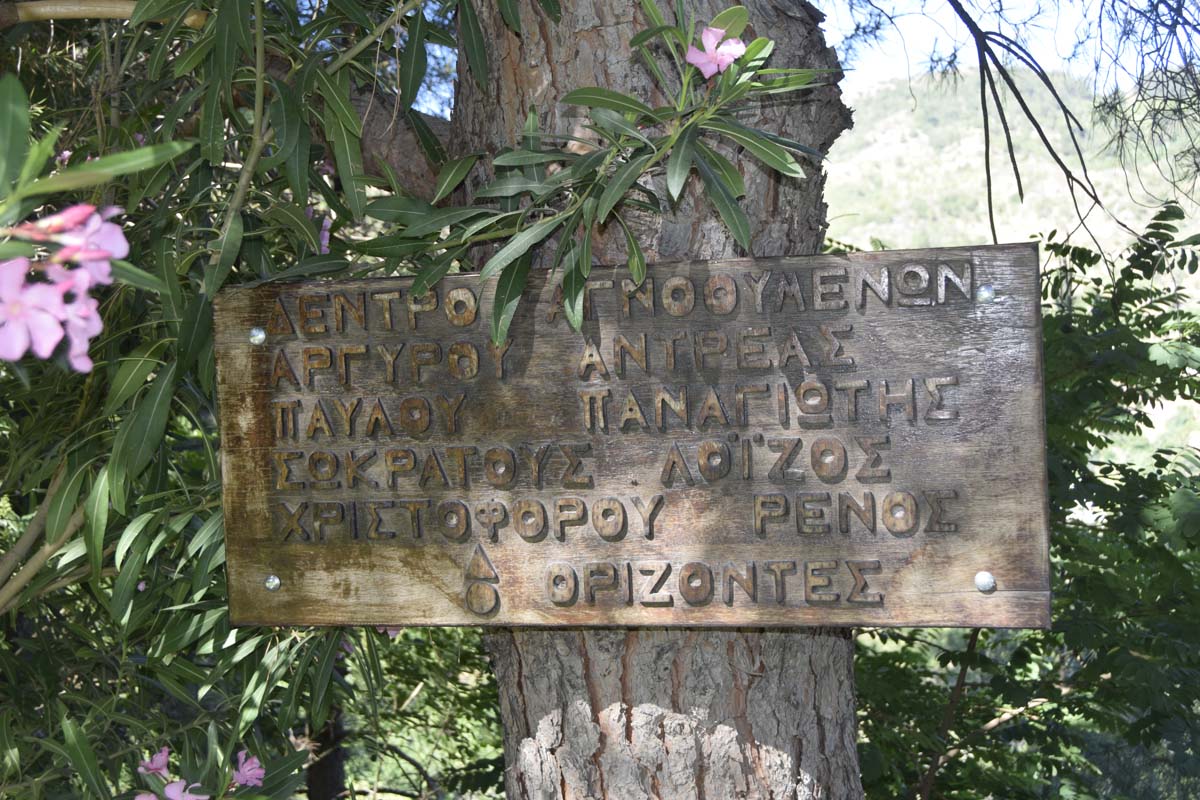 ΔΕΝΤΡΟ ΑΓΝΟΟΥΜΕΝΩΝ
ΑΡΓΥΡΟΥ ΑΝΤΡΕΑΣ
ΠΑΥΛΟΥ ΠΑΝΑΓΙΩΤΗΣ
ΣΩΚΡΑΤΟΥΣ ΛΟΪΖΟΣ
ΧΡΙΣΤΟΦΟΡΟΥ ΡΕΝΟΣ
ΟΡΙΖΟΝΤΕΣ